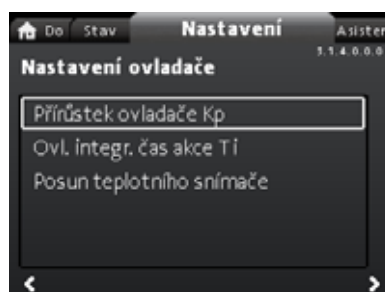 Do Stav Nastavení Asister
3.1.4.0.0.0
Nastavení ovladače
Přírůstek ovladače Kp
Ovl. integr. čas akce Ti
Posun teplotního snímače